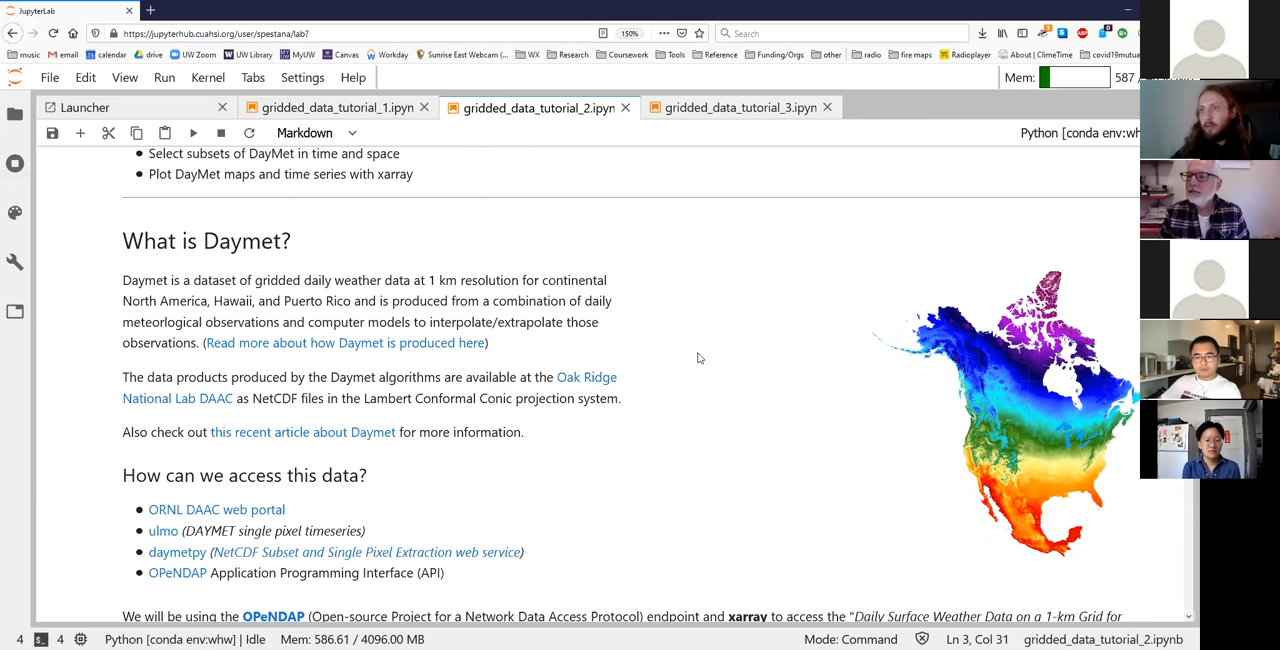 JupyterLab
https://jupyterhub.cuahsi.org/user/spestana/lab?
150%
Search
music
email
calendar
drive
UW Zoom
UW Library
MyUW
Canvas
Workday
Sunrise East Webcam (...
WX
Research
Coursework
Tools
Reference
Funding/Orgs
other
radio
fire maps
Radioplayer
About | ClimeTime
covid19mutua
File Edit View Run Kernel Tabs Settings Help
Mem: 587 /
Launcher
gridded_data_tutorial_1.ipyn
gridded_data_tutorial_2.ipyn
gridded_data_tutorial_3.ipyn
Markdown
Python [conda env:wh
Select subsets of DayMet in time and space
Plot DayMet maps and time series with xarray
What is Daymet?
Daymet is a dataset of gridded daily weather data at 1 km resolution for continental
North America, Hawaii, and Puerto Rico and is produced from a combination of daily
meteorlogical observations and computer models to interpolate/extrapolate those
observations. (Read more about how Daymet is produced here)
The data products produced by the Daymet algorithms are available at the Oak Ridge
National Lab DAAC as NetCDF files in the Lambert Conformal Conic projection system.
Also check out this recent article about Daymet for more information.
How can we access this data?
ORNL DAAC web portal
ulmo (DAYMET single pixel timeseries)
daymetpy (NetCDF Subset and Single Pixel Extraction web service)
OPeNDAP Application Programming Interface (API)
We will be using the OPeNDAP (Open-source Project for a Network Data Access Protocol) endpoint and xarray to access the "Daily Surface Weather Data on a 1-km Grid for
4
4
Python [conda env:whw] | Idle
Mem: 586.61 / 4096.00 MB
Mode: Command
Ln 3, Col 31
gridded_data_tutorial_2.ipynb